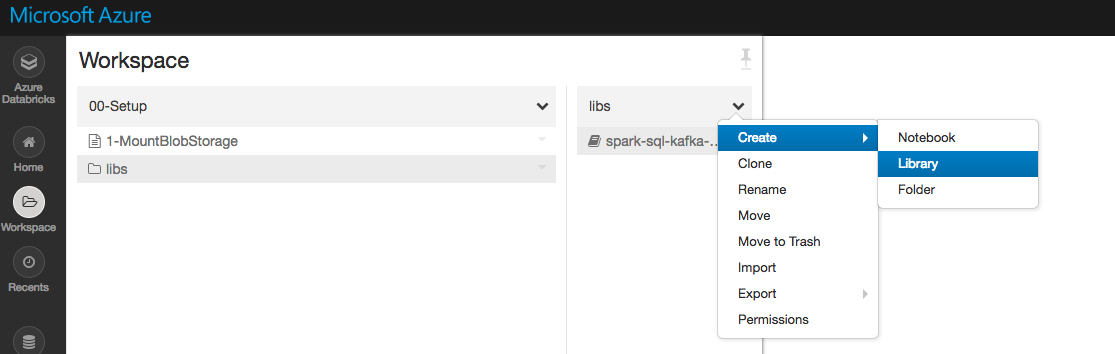 Microsoft Azure
Azure
Databricks
Home
Workspace
Recents
Workspace
00-Setup
1-MountBlobStorage
libs
libs
spark-sql-kafka-...
Create
Clone
Rename
Move
Move to Trash
Import
Export
Permissions
Notebook
Library
Folder